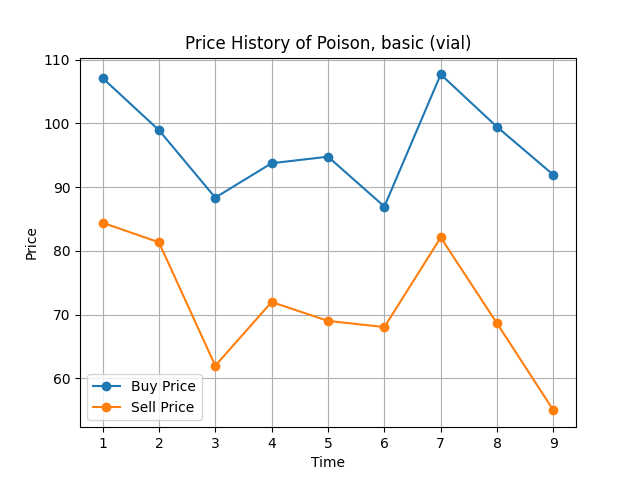 Price History of Poison, basic (vial)
110
100
90
80
70
60
Price
Buy Price
Sell Price
1 2 3 4 5 6 7 8 9
Time